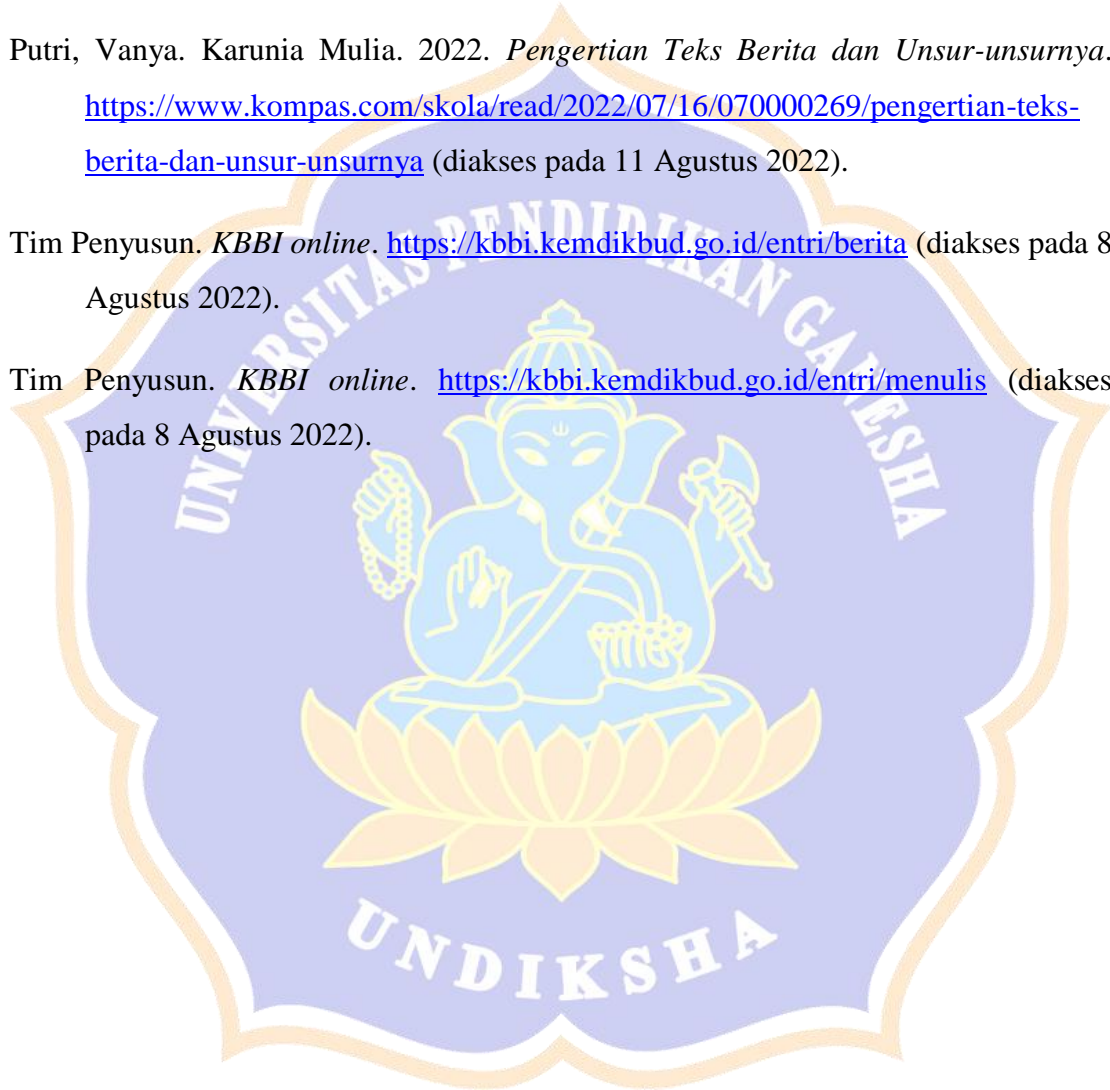 Putri, Vanya. Karunia Mulia. 2022. Pengertian Teks Berita dan Unsur-unsurnya.
https://www.kompas.com/skola/read/2022/07/16/070000269/pengertian-teks-
berita-dan-unsur-unsurnya (diakses pada 11 Agustus 2022).
Tim Penyusun. KBBI online. https://kbbi.kemdikbud.go.id/entri/berita (diakses pada 8
Agustus 2022).
Tim Penyusun. KBBI online. https://kbbi.kemdikbud.go.id/entri/menulis (diakses
pada 8 Agustus 2022).
UNIVERSITAS PENDIDIKAN GANESHA
UNDIKSHA